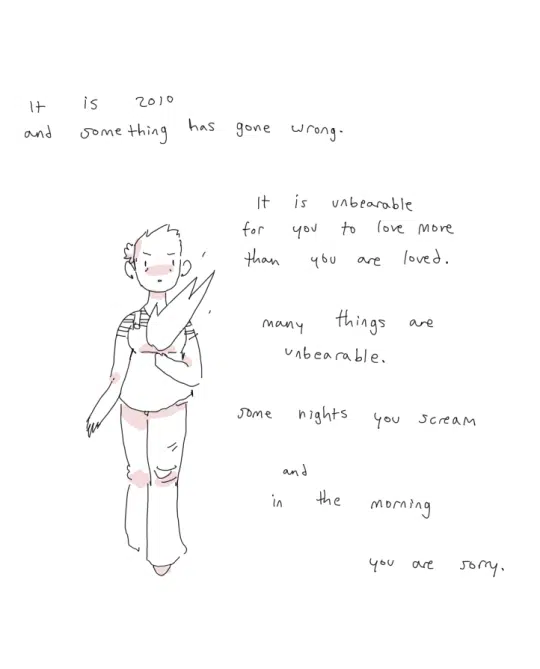 It is 2010
and something has gone wrong.
It is unbearable
for you to love more
than you are loved.
many things are
unbearable.
some nights you scream
and
in the morning
you are sorry.